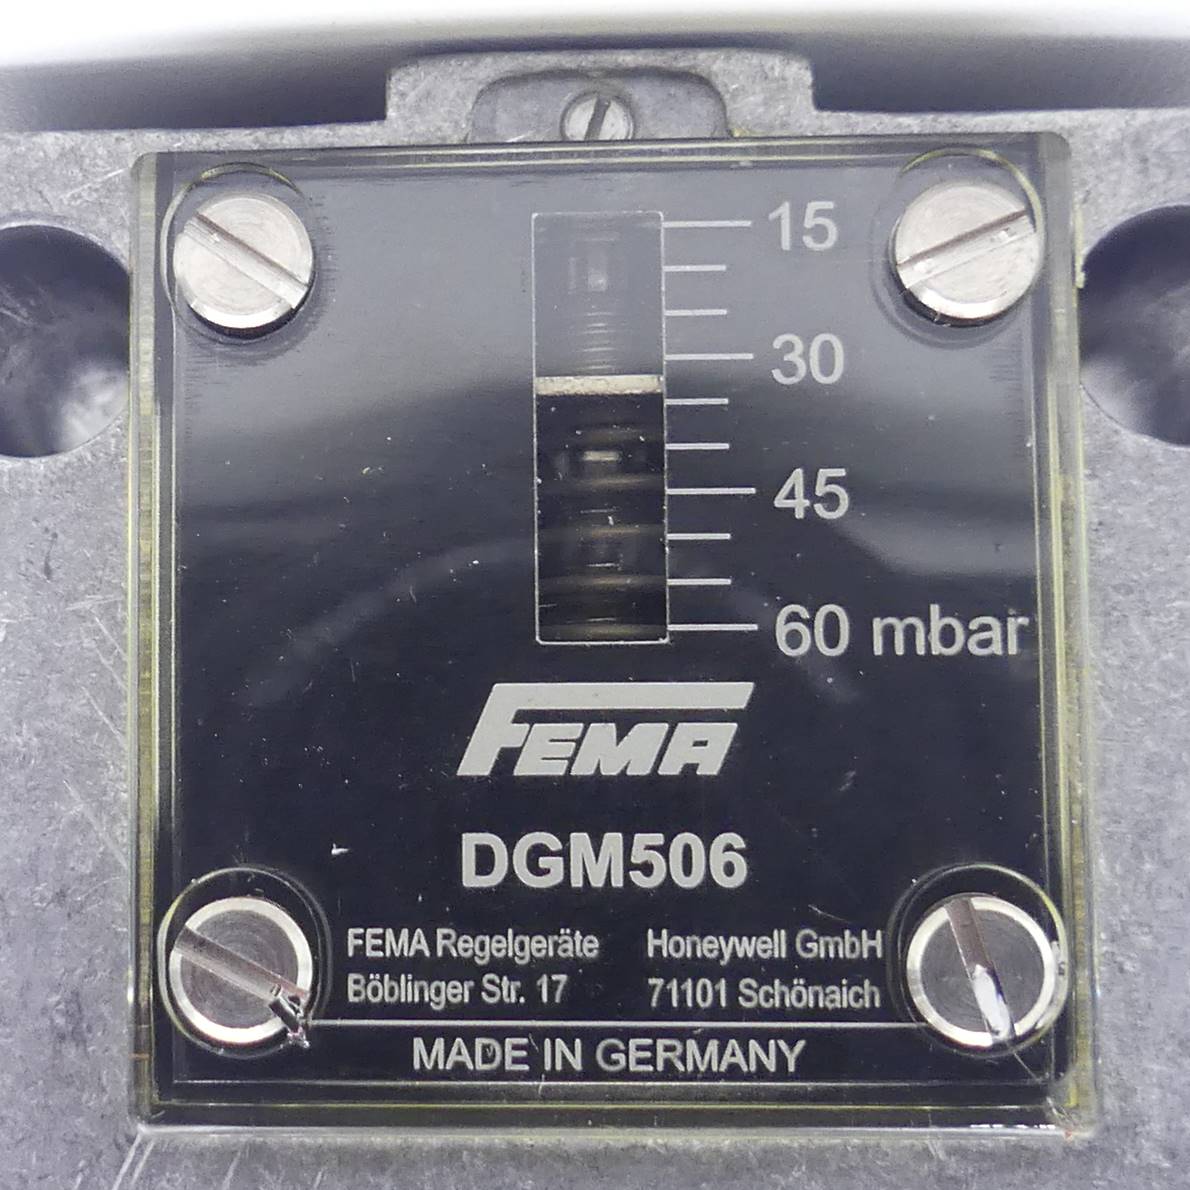 15
30
45
60 mbar
FEMA
DGM506
FEMA Regelgeräte Honeywell GmbH
Böblinger Str. 17 71101 Schönaich
MADE IN GERMANY